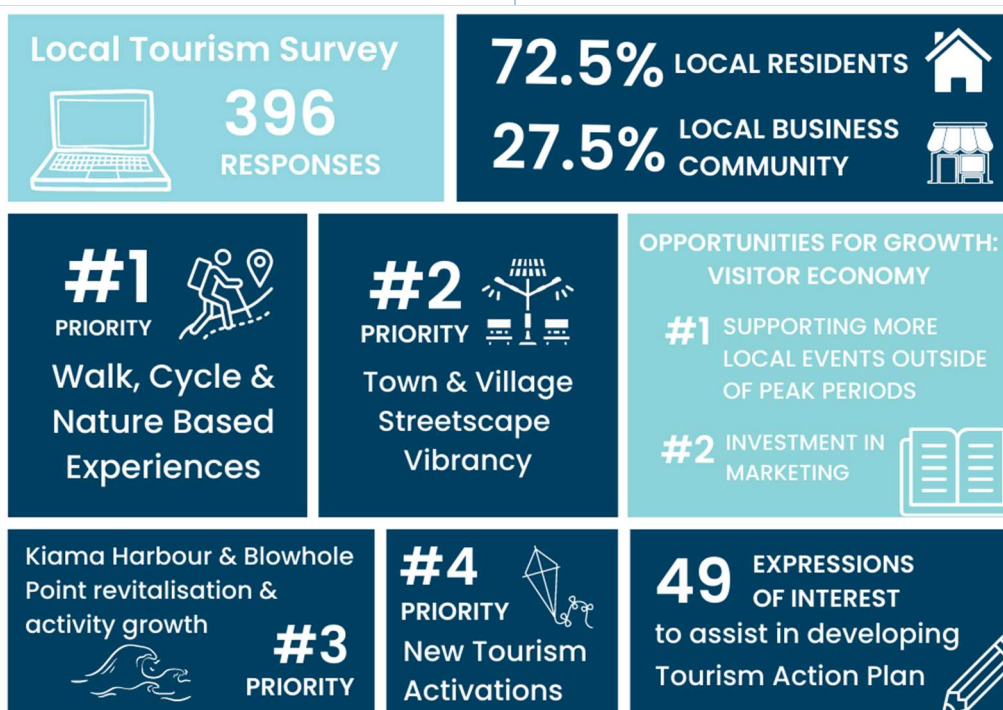 Local Tourism Survey
396
RESPONSES
72.5% LOCAL RESIDENTS
27.5% LOCAL BUSINESS
COMMUNITY
#1
PRIORITY
Walk, Cycle &
Nature Based
Experiences
#2
PRIORITY
Town & Village
Streetscape
Vibrancy
OPPORTUNITIES FOR GROWTH:
VISITOR ECONOMY
#1 SUPPORTING MORE
LOCAL EVENTS OUTSIDE
OF PEAK PERIODS
#2 INVESTMENT IN
MARKETING
Kiama Harbour & Blowhole
Point revitalisation &
activity growth
#3
PRIORITY
#4
PRIORITY
New Tourism
Activations
49 EXPRESSIONS
OF INTEREST
to assist in developing
Tourism Action Plan